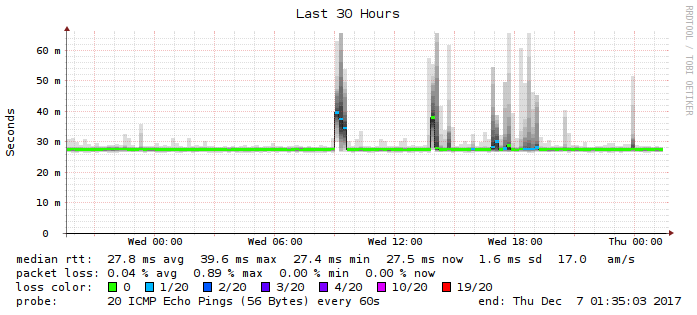 Last 30 Hours
RRDTOOL / TOBI OETIKER
Seconds
60 m
50 m
40 m
30 m
20 m
10 m
0
Wed 00:00 Wed 06:00 Wed 12:00 Wed 18:00 Thu 00:00
median rtt: 27.8 ms avg 39.6 ms max 27.4 ms min 27.5 ms now 1.6 ms sd 17.0 am/s
packet loss: 0.04 % avg 0.89 % max 0.00 % min 0.00 % now
loss color: 0 1/20 2/20 3/20 4/20 10/20 19/20
probe: 20 ICMP Echo Pings (56 Bytes) every 60s end: Thu Dec 7 01:35:03 2017